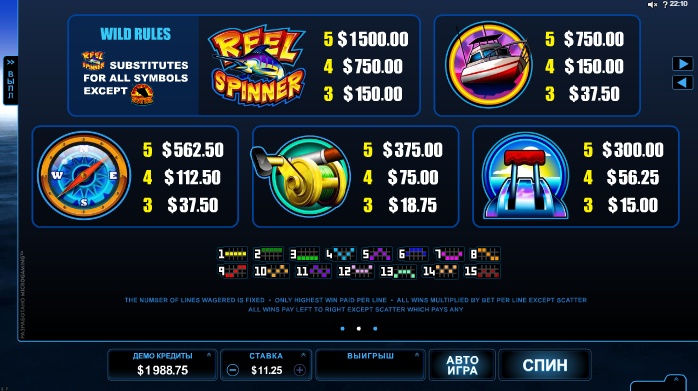 22:10
WILD RULES
REEL SPINNER SUBSTITUTES
FOR ALL SYMBOLS
EXCEPT
REEL
SPINNER
5 $1500.00
4 $750.00
3 $150.00
5 $750.00
4 $150.00
3 $37.50
ВЫПЛ
N
W E
S
5 $562.50
4 $112.50
3 $37.50
5 $375.00
4 $75.00
3 $18.75
5 $300.00
4 $56.25
3 $15.00
1 2 3 4 5 6 7 8
9 10 11 12 13 14 15
THE NUMBER OF LINES WAGERED IS FIXED • ONLY HIGHEST WIN PAID PER LINE • ALL WINS MULTIPLIED BY BET PER LINE EXCEPT SCATTER
ALL WINS PAY LEFT TO RIGHT EXCEPT SCATTER WHICH PAYS ANY
РАЗРАБОТАНО MICROGAMING™
ДЕМО КРЕДИТЫ
$1988.75
СТАВКА
$11.25
ВЫИГРЫШ
АВТО
ИГРА
СПИН